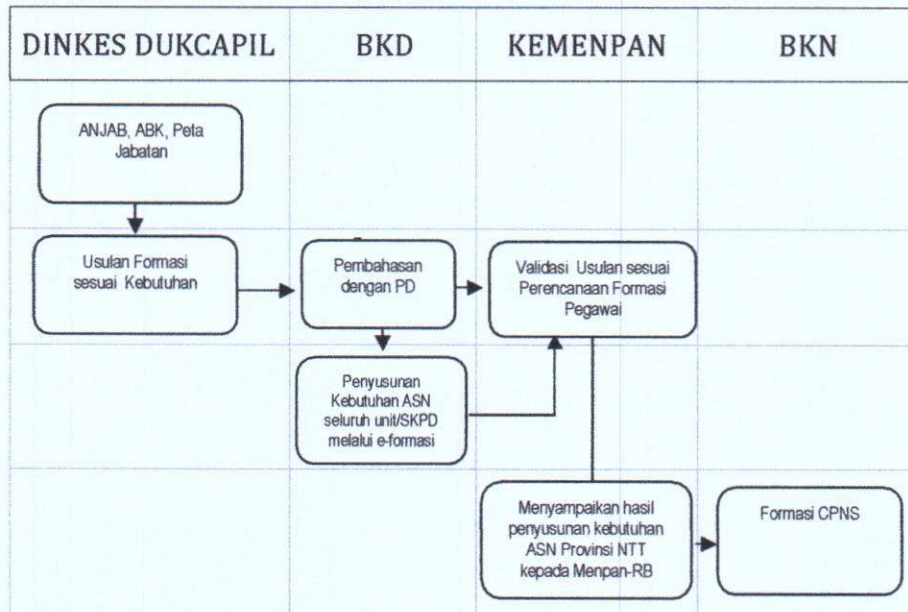 DINKES DUKCAPIL
BKD
KEMENPAN
BKN
ANJAB, ABK, Peta
Jabatan
Usulan Formasi
sesuai Kebutuhan
Pembahasan
dengan PD
Validasi Usulan sesuai
Perencanaan Formasi
Pegawai
Penyusunan
Kebutuhan ASN
seluruh unit/SKPD
melalui e-formasi
Menyampaikan hasil
penyusunan kebutuhan
ASN Provinsi NTT
kepada Menpan-RB
Formasi CPNS